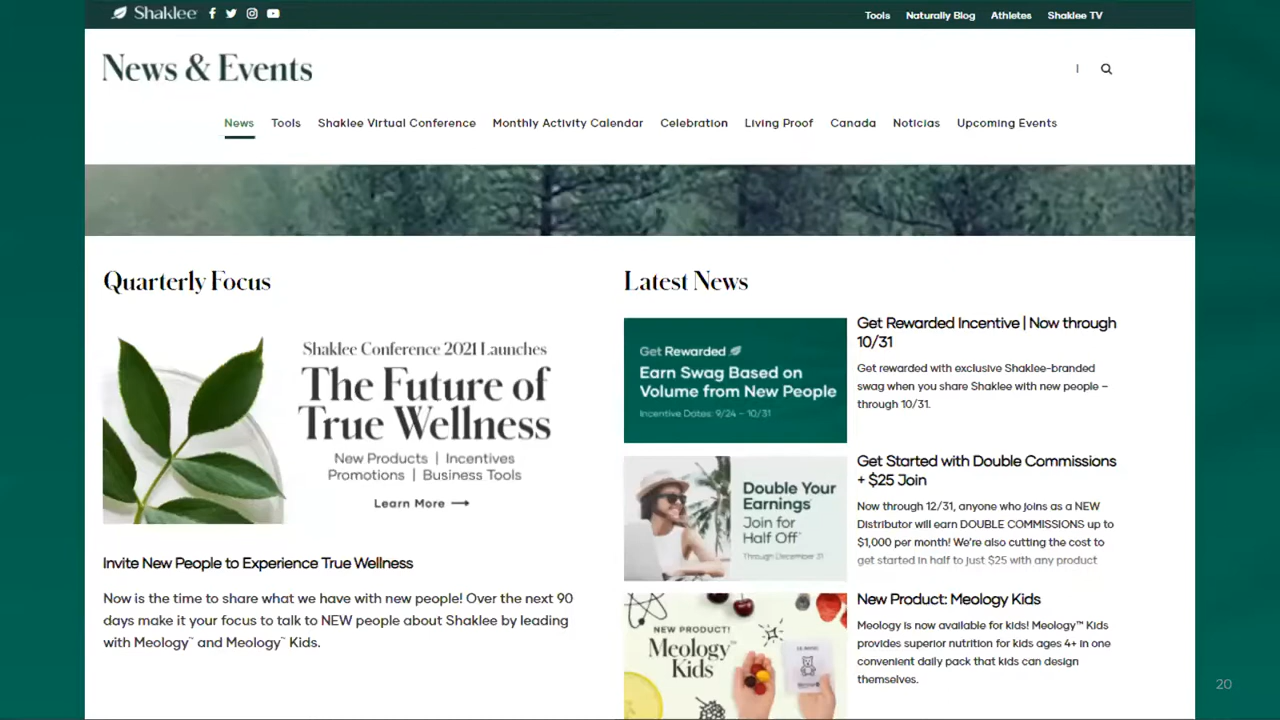 Shaklee
Tools Naturally Blog Athletes Shaklee TV
News & Events
News Tools Shaklee Virtual Conference Monthly Activity Calendar Celebration Living Proof Canada Noticias Upcoming Events
Quarterly Focus
Shaklee Conference 2021 Launches
The Future of
True Wellness
New Products | Incentives
Promotions | Business Tools
Learn More
Invite New People to Experience True Wellness
Now is the time to share what we have with new people! Over the next 90
days make it your focus to talk to NEW people about Shaklee by leading
with Meology™ and Meology™ Kids.
Latest News
Get Rewarded
Earn Swag Based on
Volume from New People
Incentive Dates: 9/24 – 10/31
Get Rewarded Incentive | Now through
10/31
Get rewarded with exclusive Shaklee-branded
swag when you share Shaklee with new people –
through 10/31.
Double Your
Earnings
Join for
Half Off
Through December 31
Get Started with Double Commissions
+ $25 Join
Now through 12/31, anyone who joins as a NEW
Distributor will earn DOUBLE COMMISSIONS up to
$1,000 per month! We're also cutting the cost to
get started in half to just $25 with any product
NEW PRODUCT!
Meology™
Kids
New Product: Meology Kids
Meology is now available for kids! Meology™ Kids
provides superior nutrition for kids ages 4+ in one
convenient daily pack that kids can design
themselves.
20